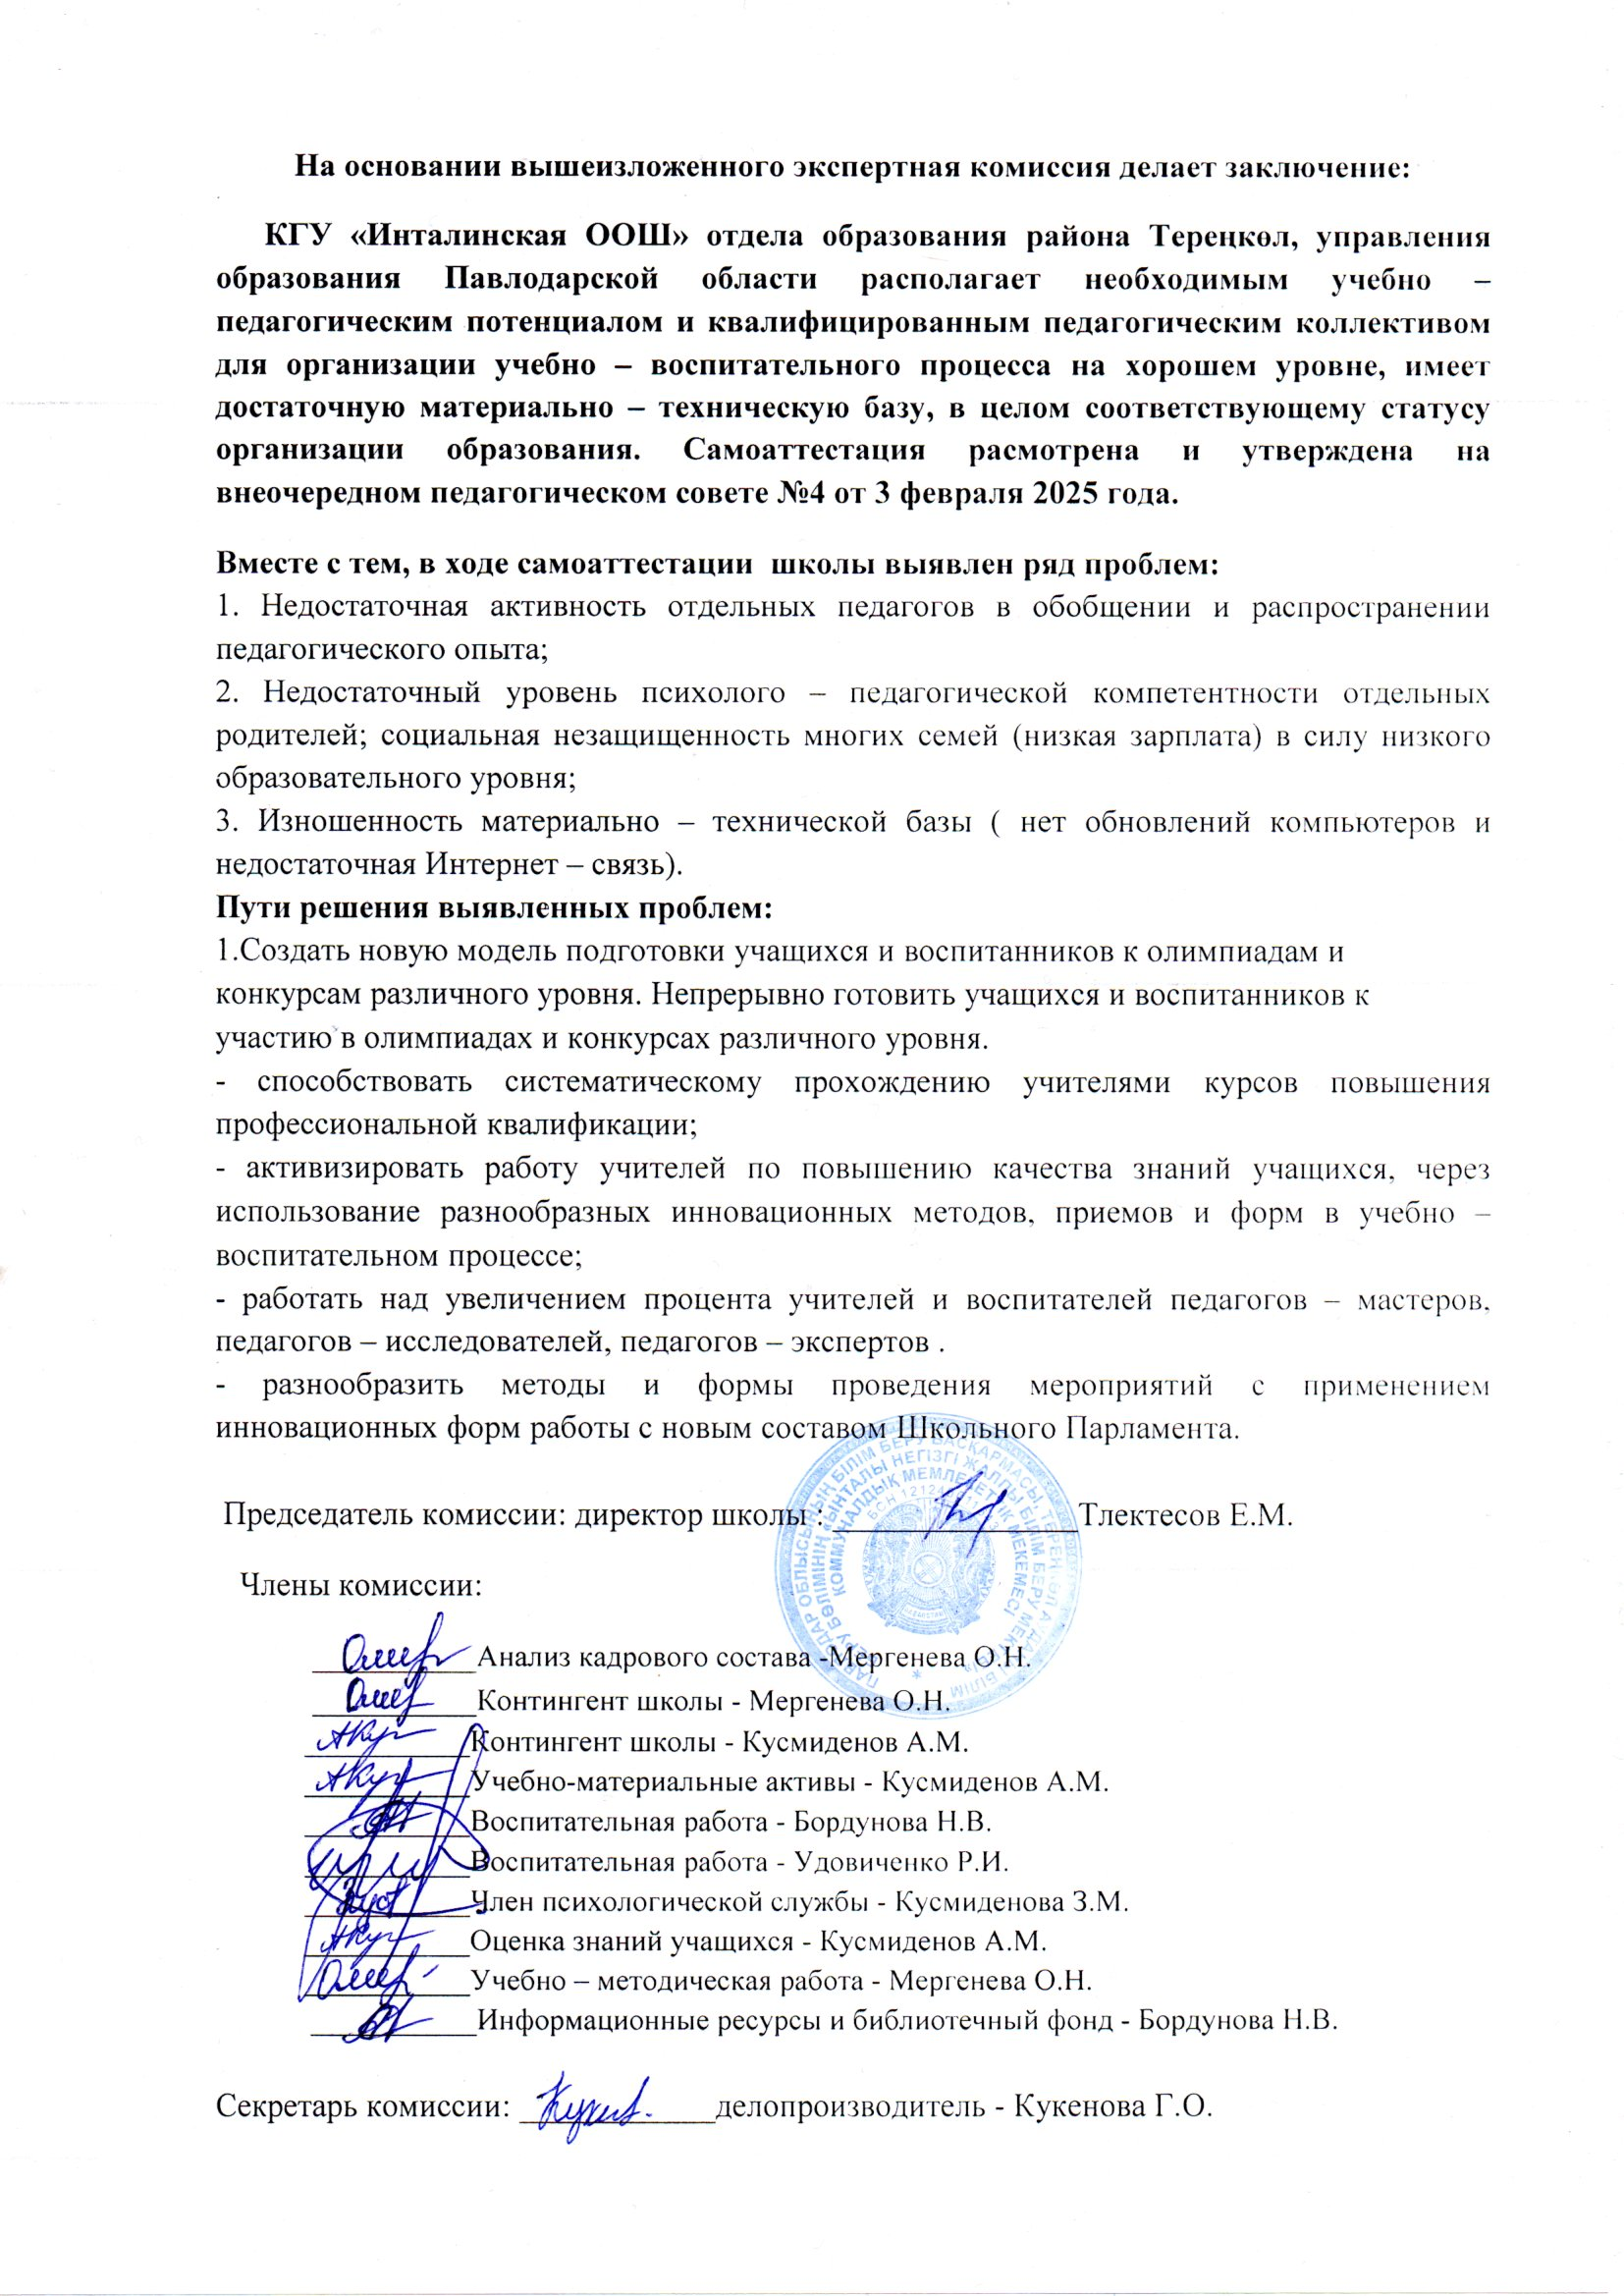 На основании вышеизложенного экспертная комиссия делает заключение:
КГУ «Инталинская ООШ» отдела образования района Тереңкөл, управления
образования Павлодарской области располагает необходимым учебно –
педагогическим потенциалом и квалифицированным педагогическим коллективом
для организации учебно – воспитательного процесса на хорошем уровне, имеет
достаточную материально – техническую базу, в целом соответствующему статусу
организации образования. Самоаттестация расмотрена и утверждена на
внеочередном педагогическом совете №4 от 3 февраля 2025 года.
Вместе с тем, в ходе самоаттестации школы выявлен ряд проблем:
1. Недостаточная активность отдельных педагогов в обобщении и распространении
педагогического опыта;
2. Недостаточный уровень психолого – педагогической компетентности отдельных
родителей; социальная незащищенность многих семей (низкая зарплата) в силу низкого
образовательного уровня;
3. Изношенность материально – технической базы ( нет обновлений компьютеров и
недостаточная Интернет – связь).
Пути решения выявленных проблем:
1.Создать новую модель подготовки учащихся и воспитанников к олимпиадам и
конкурсам различного уровня. Непрерывно готовить учащихся и воспитанников к
участию в олимпиадах и конкурсах различного уровня.
- способствовать систематическому прохождению учителями курсов повышения
профессиональной квалификации;
- активизировать работу учителей по повышению качества знаний учащихся, через
использование разнообразных инновационных методов, приемов и форм в учебно –
воспитательном процессе;
- работать над увеличением процента учителей и воспитателей педагогов – мастеров,
педагогов – исследователей, педагогов – экспертов .
- разнообразить методы и формы проведения мероприятий с применением
инновационных форм работы с новым составом Школьного Парламента.
Председатель комиссии: директор школы : Тлектесов Е.М.
Члены комиссии:
Анализ кадрового состава -Мергенева О.Н.
Контингент школы - Мергенева О.Н.
Контингент школы - Кусмиденов А.М.
Учебно-материальные активы - Кусмиденов А.М.
Воспитательная работа - Бордунова Н.В.
Воспитательная работа - Удовиченко Р.И.
Член психологической службы - Кусмиденова З.М.
Оценка знаний учащихся - Кусмиденов А.М.
Учебно – методическая работа - Мергенева О.Н.
Информационные ресурсы и библиотечный фонд - Бордунова Н.В.
Секретарь комиссии: делопроизводитель - Кукенова Г.О.